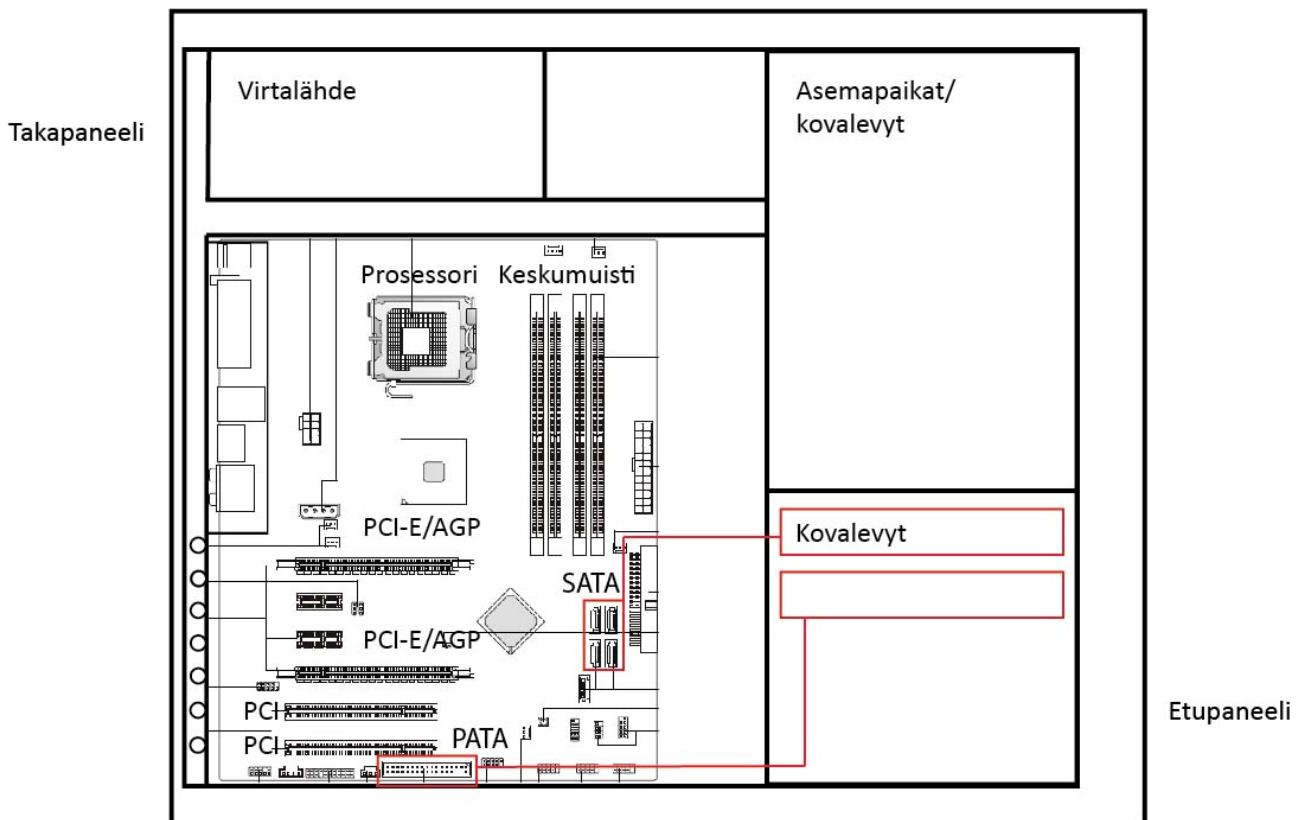 Virtalähde
Asemapaikat/
kovalevyt
Takapaneeli
Prosessori
Keskumuisti
PCI-E/AGP
Kovalevyt
SATA
PCI-E/AGP
PCI
Etupaneeli
PCI
PATA